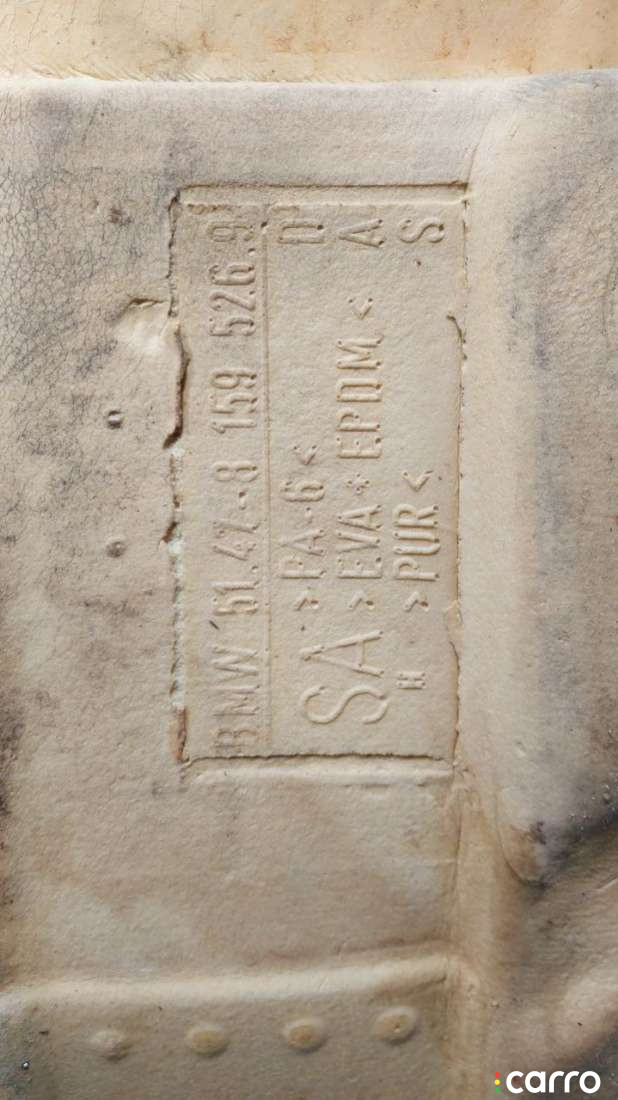 BMW 51.47-8 159 526.9
>PA-6< D
SA >EVA+EPDM< A
H >PUR< S
carro